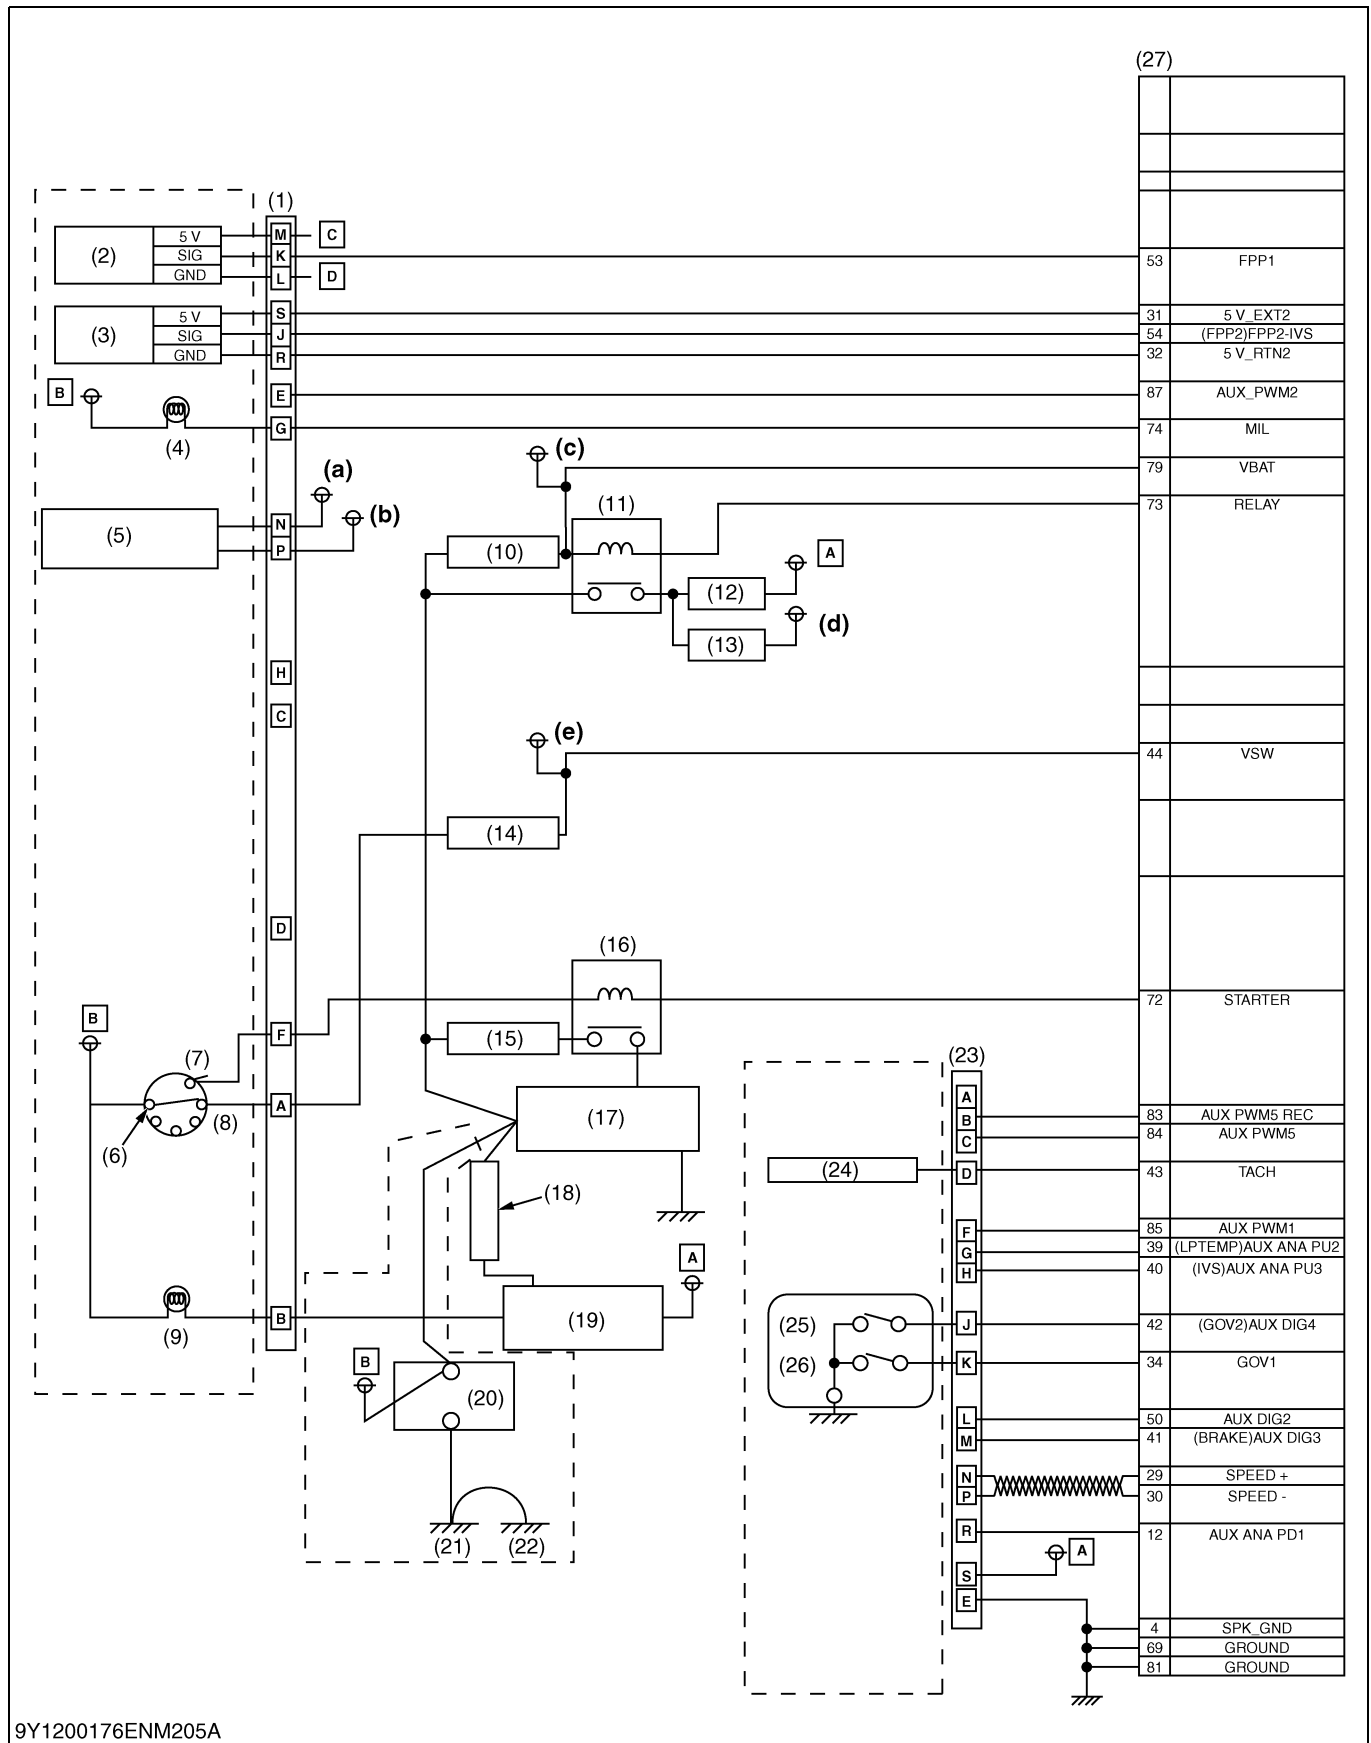 (27)
(1)
(2) 5 V M C
SIG K 53 FPP1
GND L D
(3) 5 V S 31 5 V_EXT2
SIG J 54 (FPP2)FPP2-IVS
GND R 32 5 V_RTN2
B E 87 AUX_PWM2
(4) G 74 MIL
(c)
(a) 79 VBAT
(b) (11) 73 RELAY
(5) N
P (10) A
(12)
(d)
(13)
H
C
(e)
44 VSW
(14)
D
(16)
B 72 STARTER
F (15)
(7) (23)
A
(8) A (17) B 83 AUX PWM5 REC
C 84 AUX PWM5
(6)
(24) D 43 TACH
(18)
F 85 AUX PWM1
A G 39 (LPTEMP)AUX ANA PU2
H 40 (IVS)AUX ANA PU3
(9) B (19) (25) J 42 (GOV2)AUX DIG4
B (26) K 34 GOV1
(20)
L 50 AUX DIG2
M 41 (BRAKE)AUX DIG3
N 29 SPEED +
P 30 SPEED -
(21) (22) R 12 AUX ANA PD1
A
S
E
4 SPK_GND
69 GROUND
81 GROUND
9Y1200176ENM205A